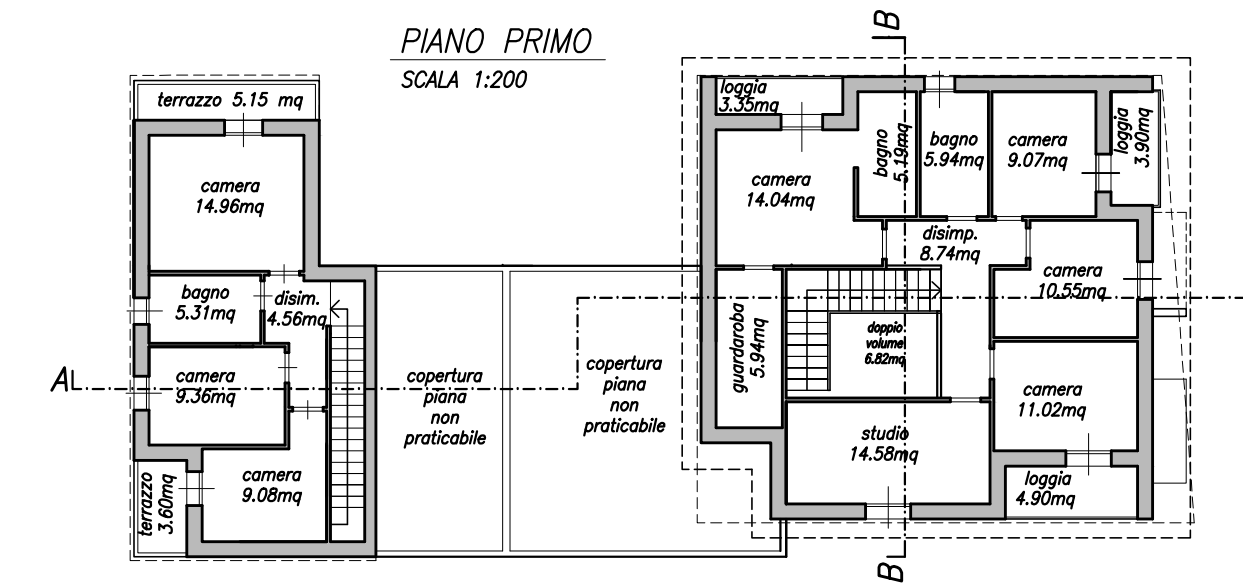 PIANO PRIMO
SCALA 1:200
B
terrazzo 5.15 mq
camera
14.96mq
bagno
5.31mq
disim.
4.56mq
camera
9.36mq
A
camera
9.08mq
terrazzo
3.60mq
copertura
piana
non
praticabile
copertura
piana
non
praticabile
loggia
3.35mq
camera
14.04mq
bagno
5.19mq
bagno
5.94mq
camera
9.07mq
loggia
3.90mq
disimp.
8.74mq
camera
10.55mq
guardaroba
5.94mq
doppio
volume
6.82mq
camera
11.02mq
studio
14.58mq
loggia
4.90mq
B